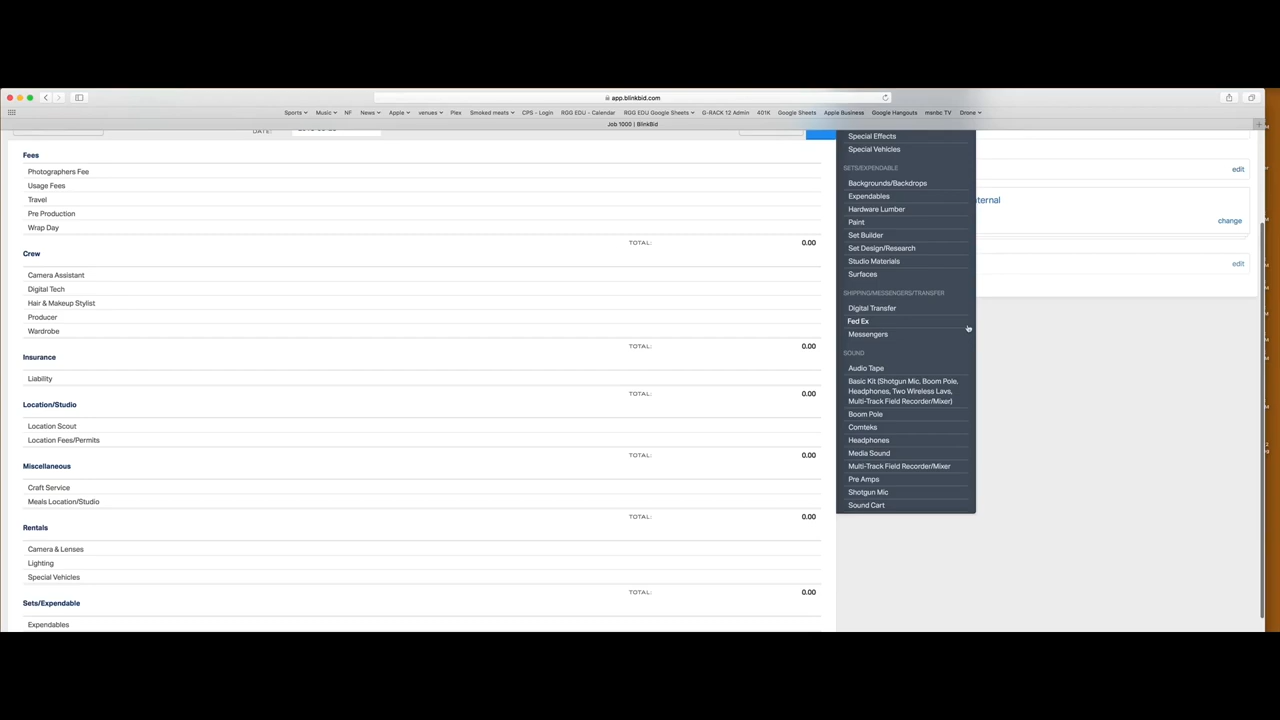 app.blinkbid.com
Sports Music NF News Apple venues Plex Smoked meats CPS - Login RGG EDU - Calendar RGG EDU Google Sheets G-RACK 12 Admin 401K Google Sheets Apple Business Google Hangouts Drone
Job 1000 | BlinkBid
DATE:
Fees
Photographers Fee
Usage Fees
Travel
Pre Production
Wrap Day
TOTAL: 0.00
Crew
Camera Assistant
Digital Tech
Hair & Makeup Stylist
Producer
Wardrobe
TOTAL: 0.00
Insurance
Liability
TOTAL: 0.00
Location/Studio
Location Scout
Location Fees/Permits
TOTAL: 0.00
Miscellaneous
Craft Service
Meals Location/Studio
TOTAL: 0.00
Rentals
Camera & Lenses
Lighting
Special Vehicles
TOTAL: 0.00
Sets/Expendable
Expendables
Special Effects
Special Vehicles
SETS/EXPENDABLE
Backgrounds/Backdrops
Expendables
Hardware Lumber
Paint
Set Builder
Set Design/Research
Studio Materials
Surfaces
SHIPPING/MESSENGERS/TRANSFER
Digital Transfer
Fed Ex
Messengers
SOUND
Audio Tape
Basic Kit (Shotgun Mic, Boom Pole,
Headphones, Two Wireless Lavs,
Multi-Track Field Recorder/Mixer)
Boom Pole
Comteks
Headphones
Media Sound
Multi-Track Field Recorder/Mixer
Pre Amps
Shotgun Mic
Sound Cart
edit
ternal
change
edit